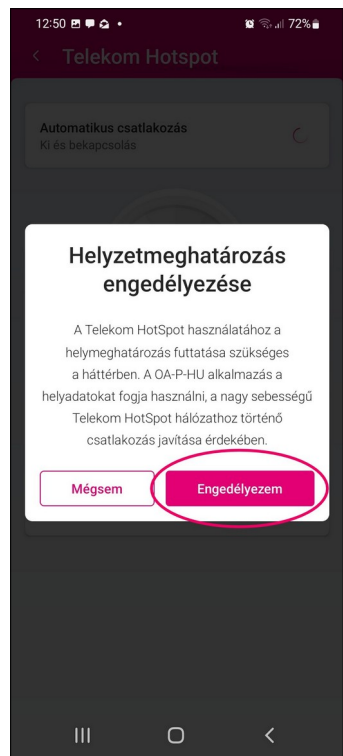 12:50 72%
Telekom Hotspot
Automatikus csatlakozás
Ki és bekapcsolás
Helyzetmeghatározás
engedélyezése
A Telekom HotSpot használatához a
helymeghatározás futtatása szükséges
a háttérben. A OA-P-HU alkalmazás a
helyadatokat fogja használni, a nagy sebességű
Telekom HotSpot hálózathoz történő
csatlakozás javítása érdekében.
Mégsem Engedélyezem